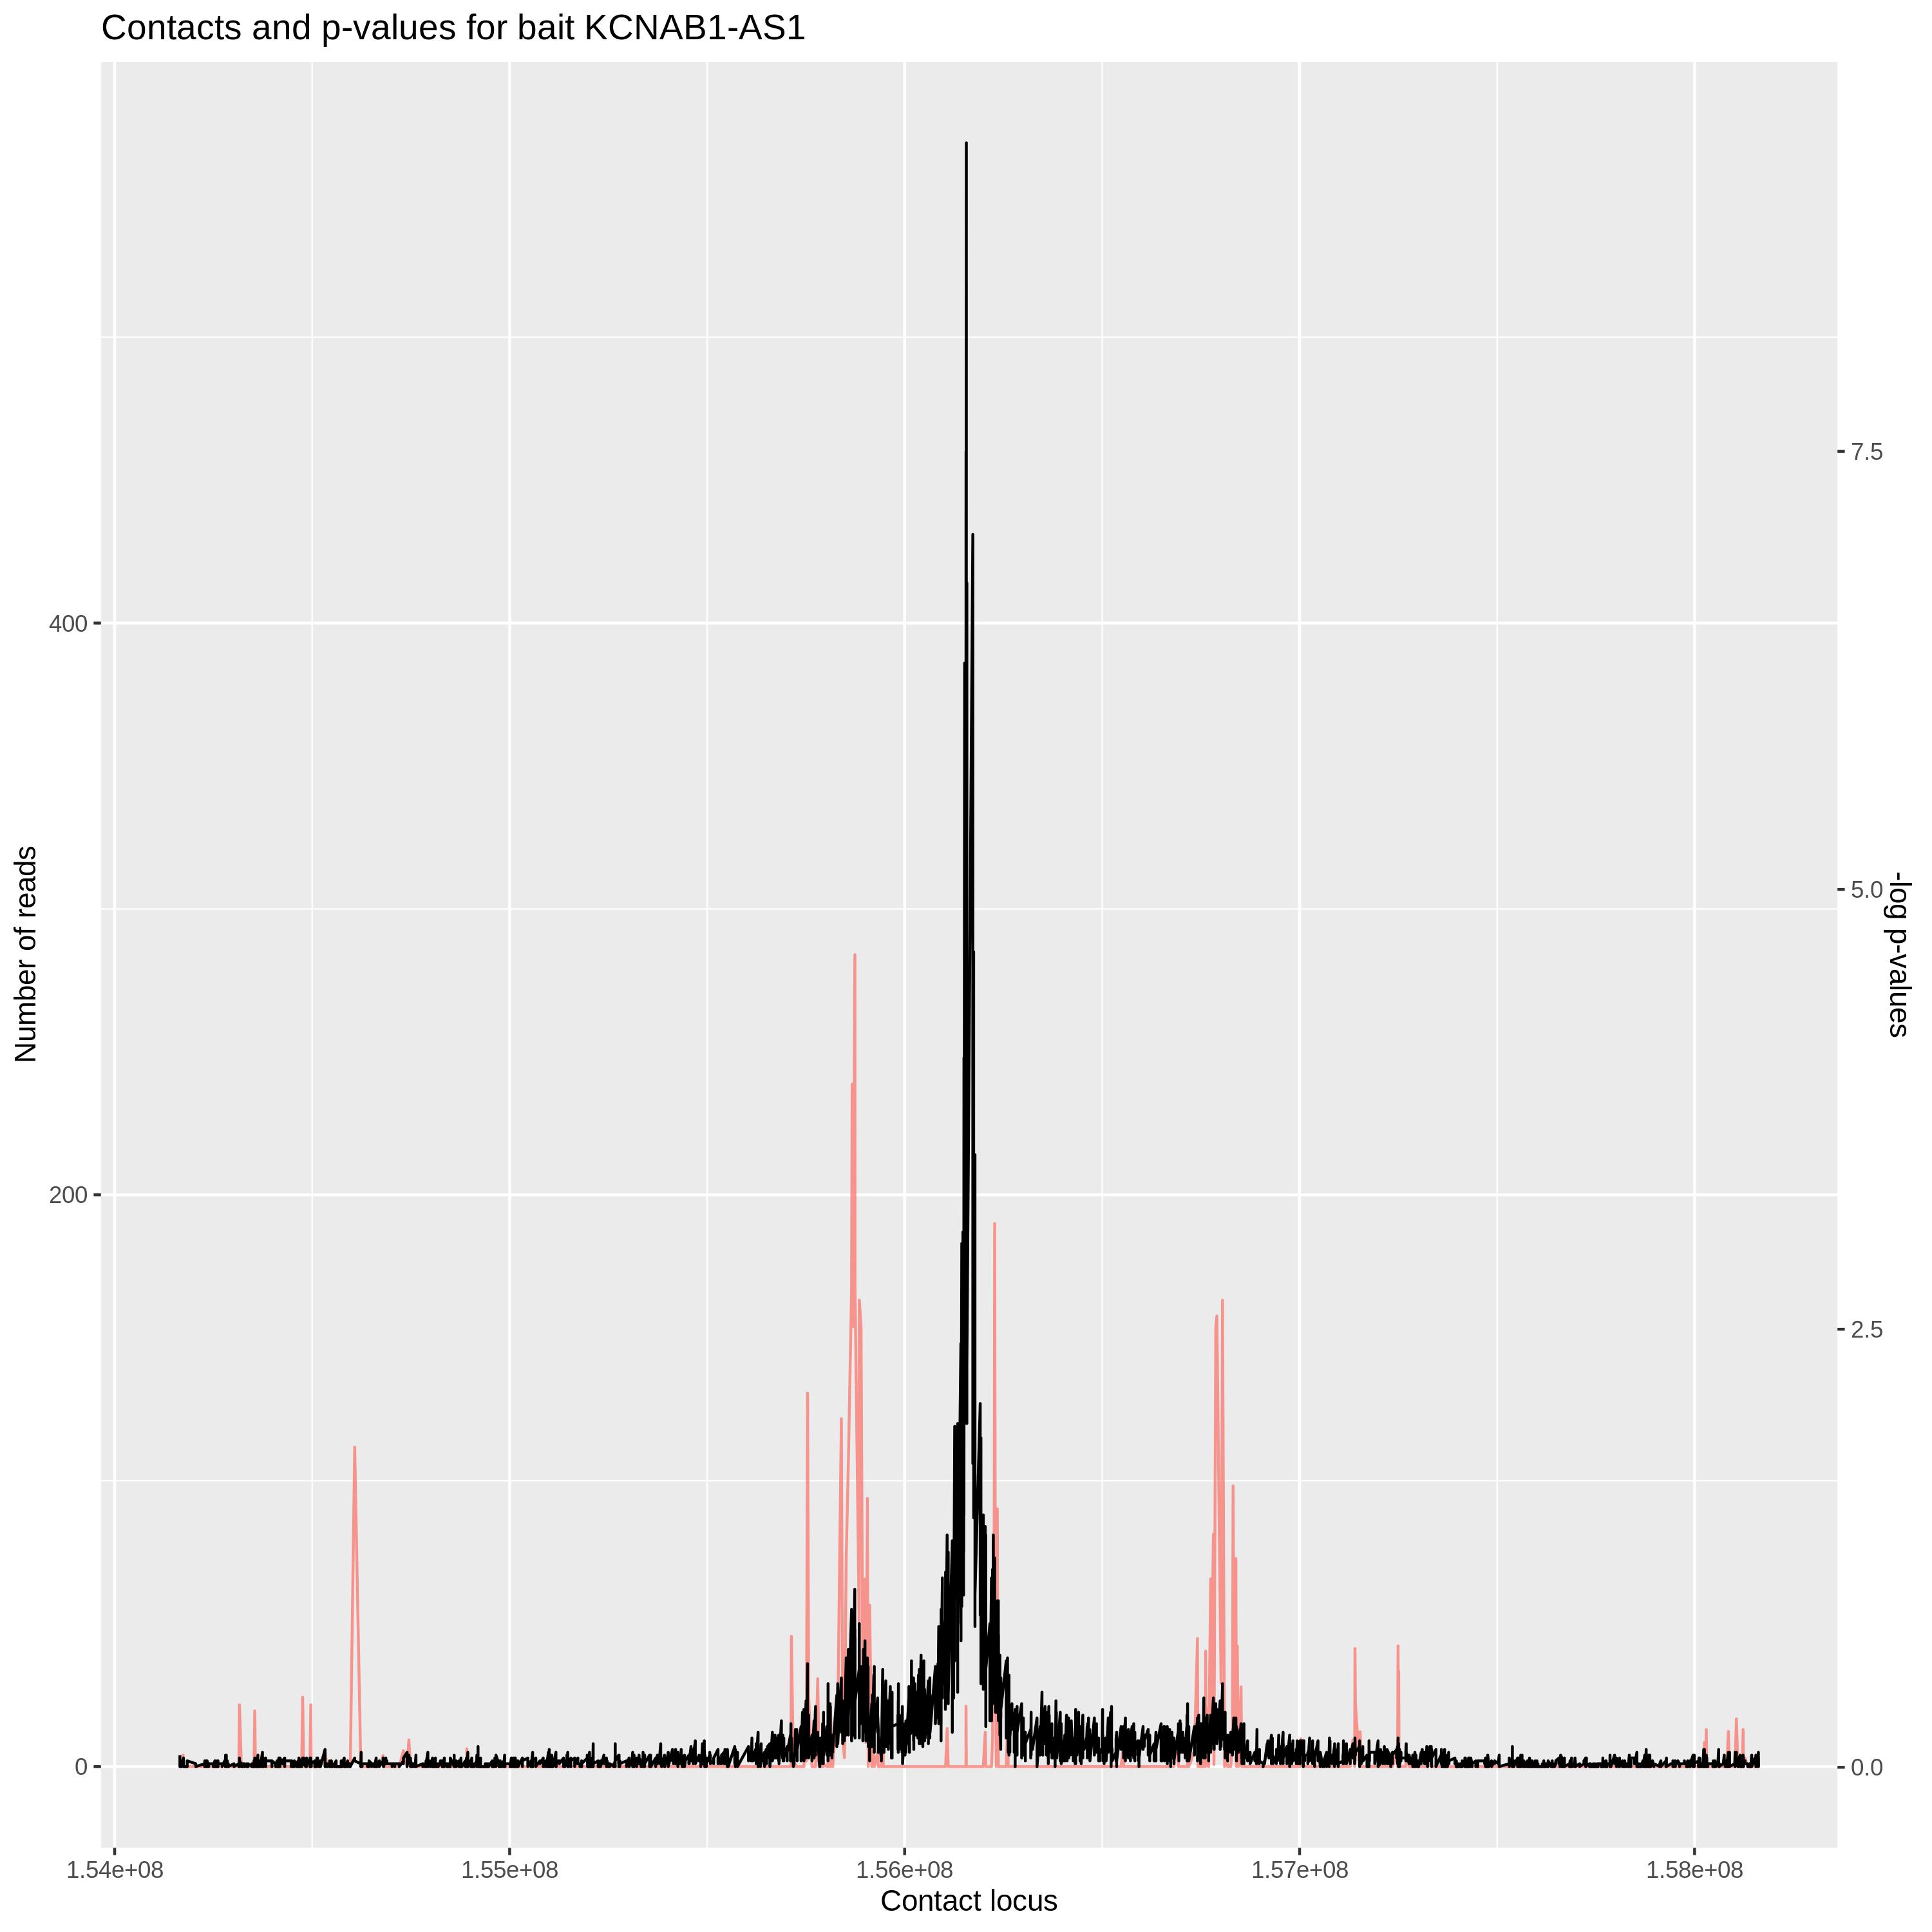 Contacts and p-values for bait KCNAB1-AS1
Number of reads
400
200
0
7.5
5.0
2.5
0.0
-log p-values
1.54e+08
1.55e+08
1.56e+08
1.57e+08
1.58e+08
Contact locus